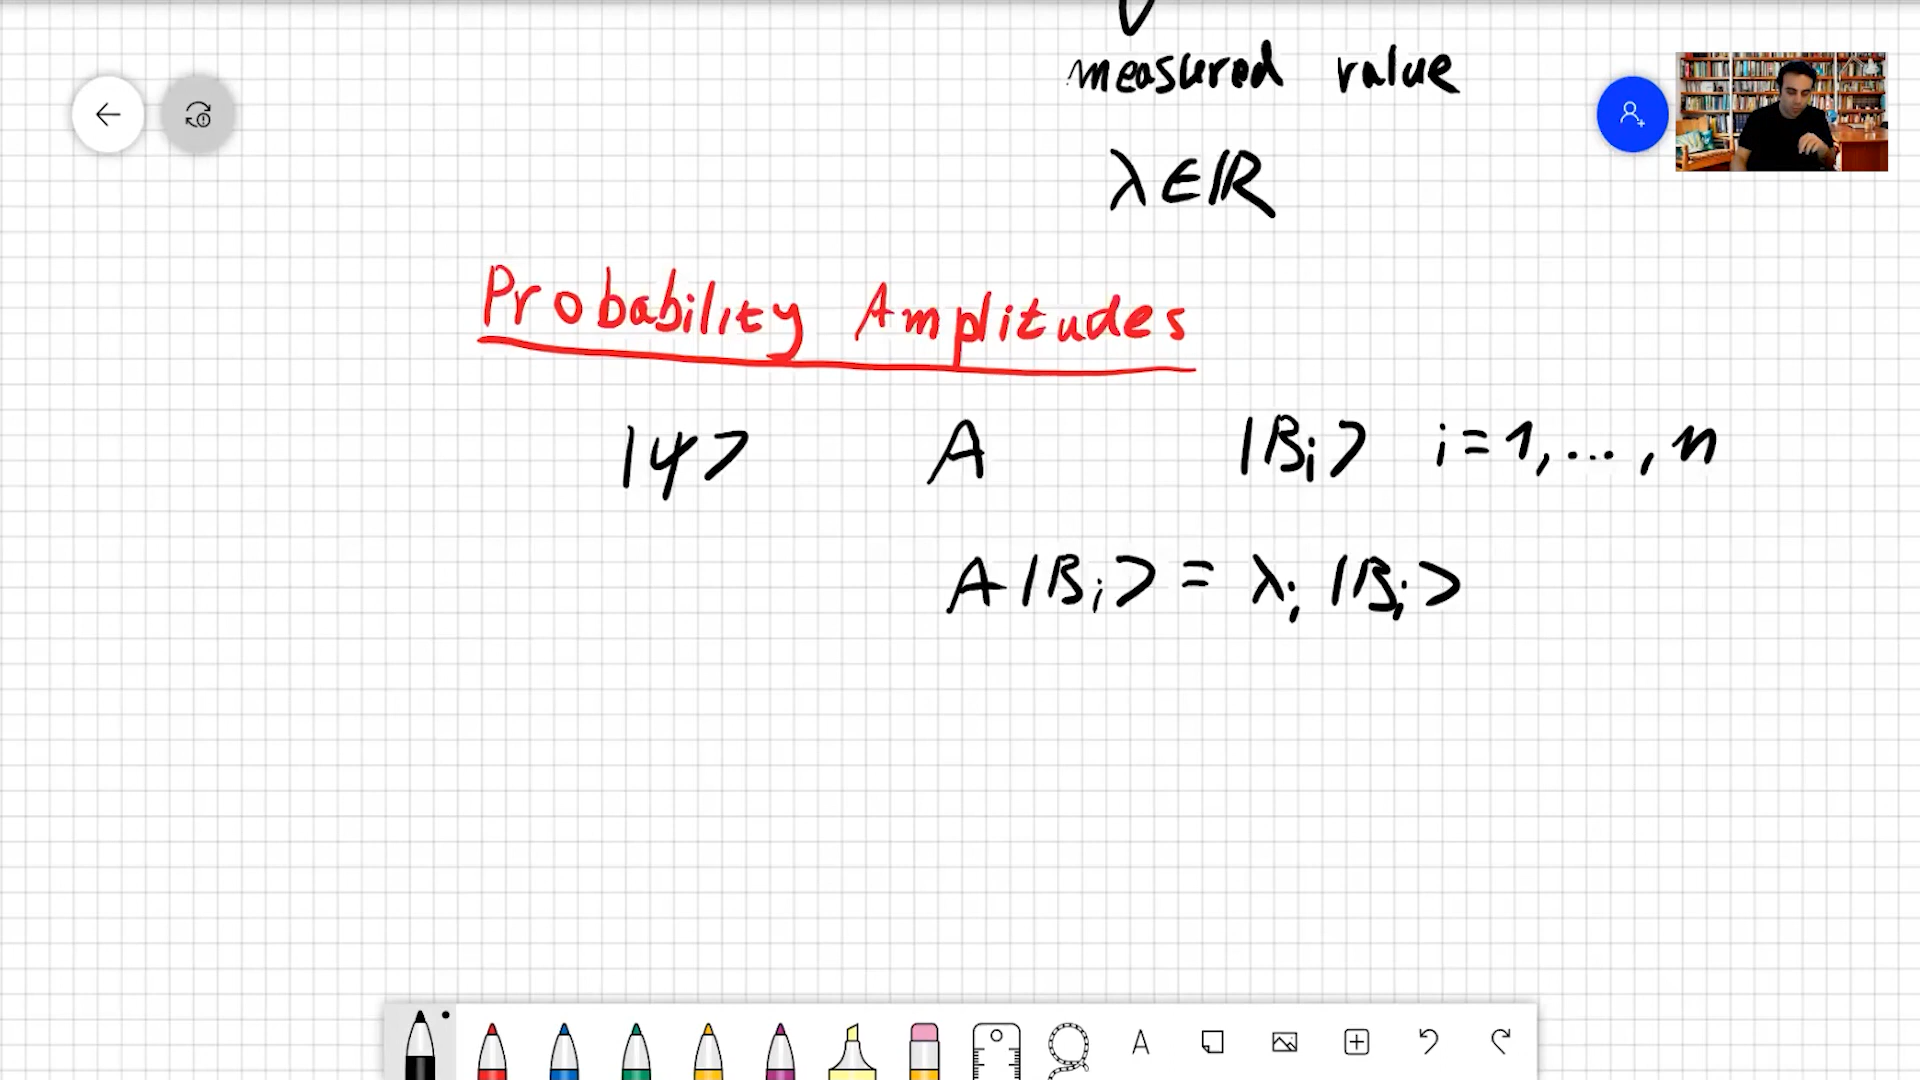 measured value
λ∈ℝ
Probability Amplitudes
|ψ> A |Bi> i=1,...,n
A|Bi> = λi |Bi>
A